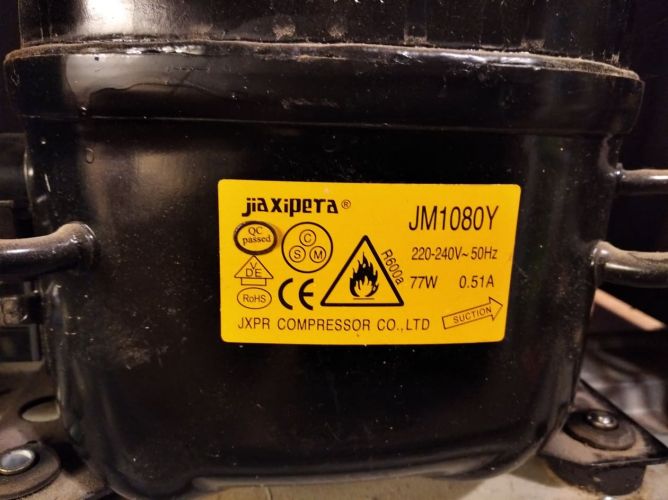 jiaxipera®
JM1080Y
QC
passed
C
S M
R600a
220-240V~50Hz
VDE
77W 0.51A
RoHS
CE
SUCTION
JXPR COMPRESSOR CO.,LTD